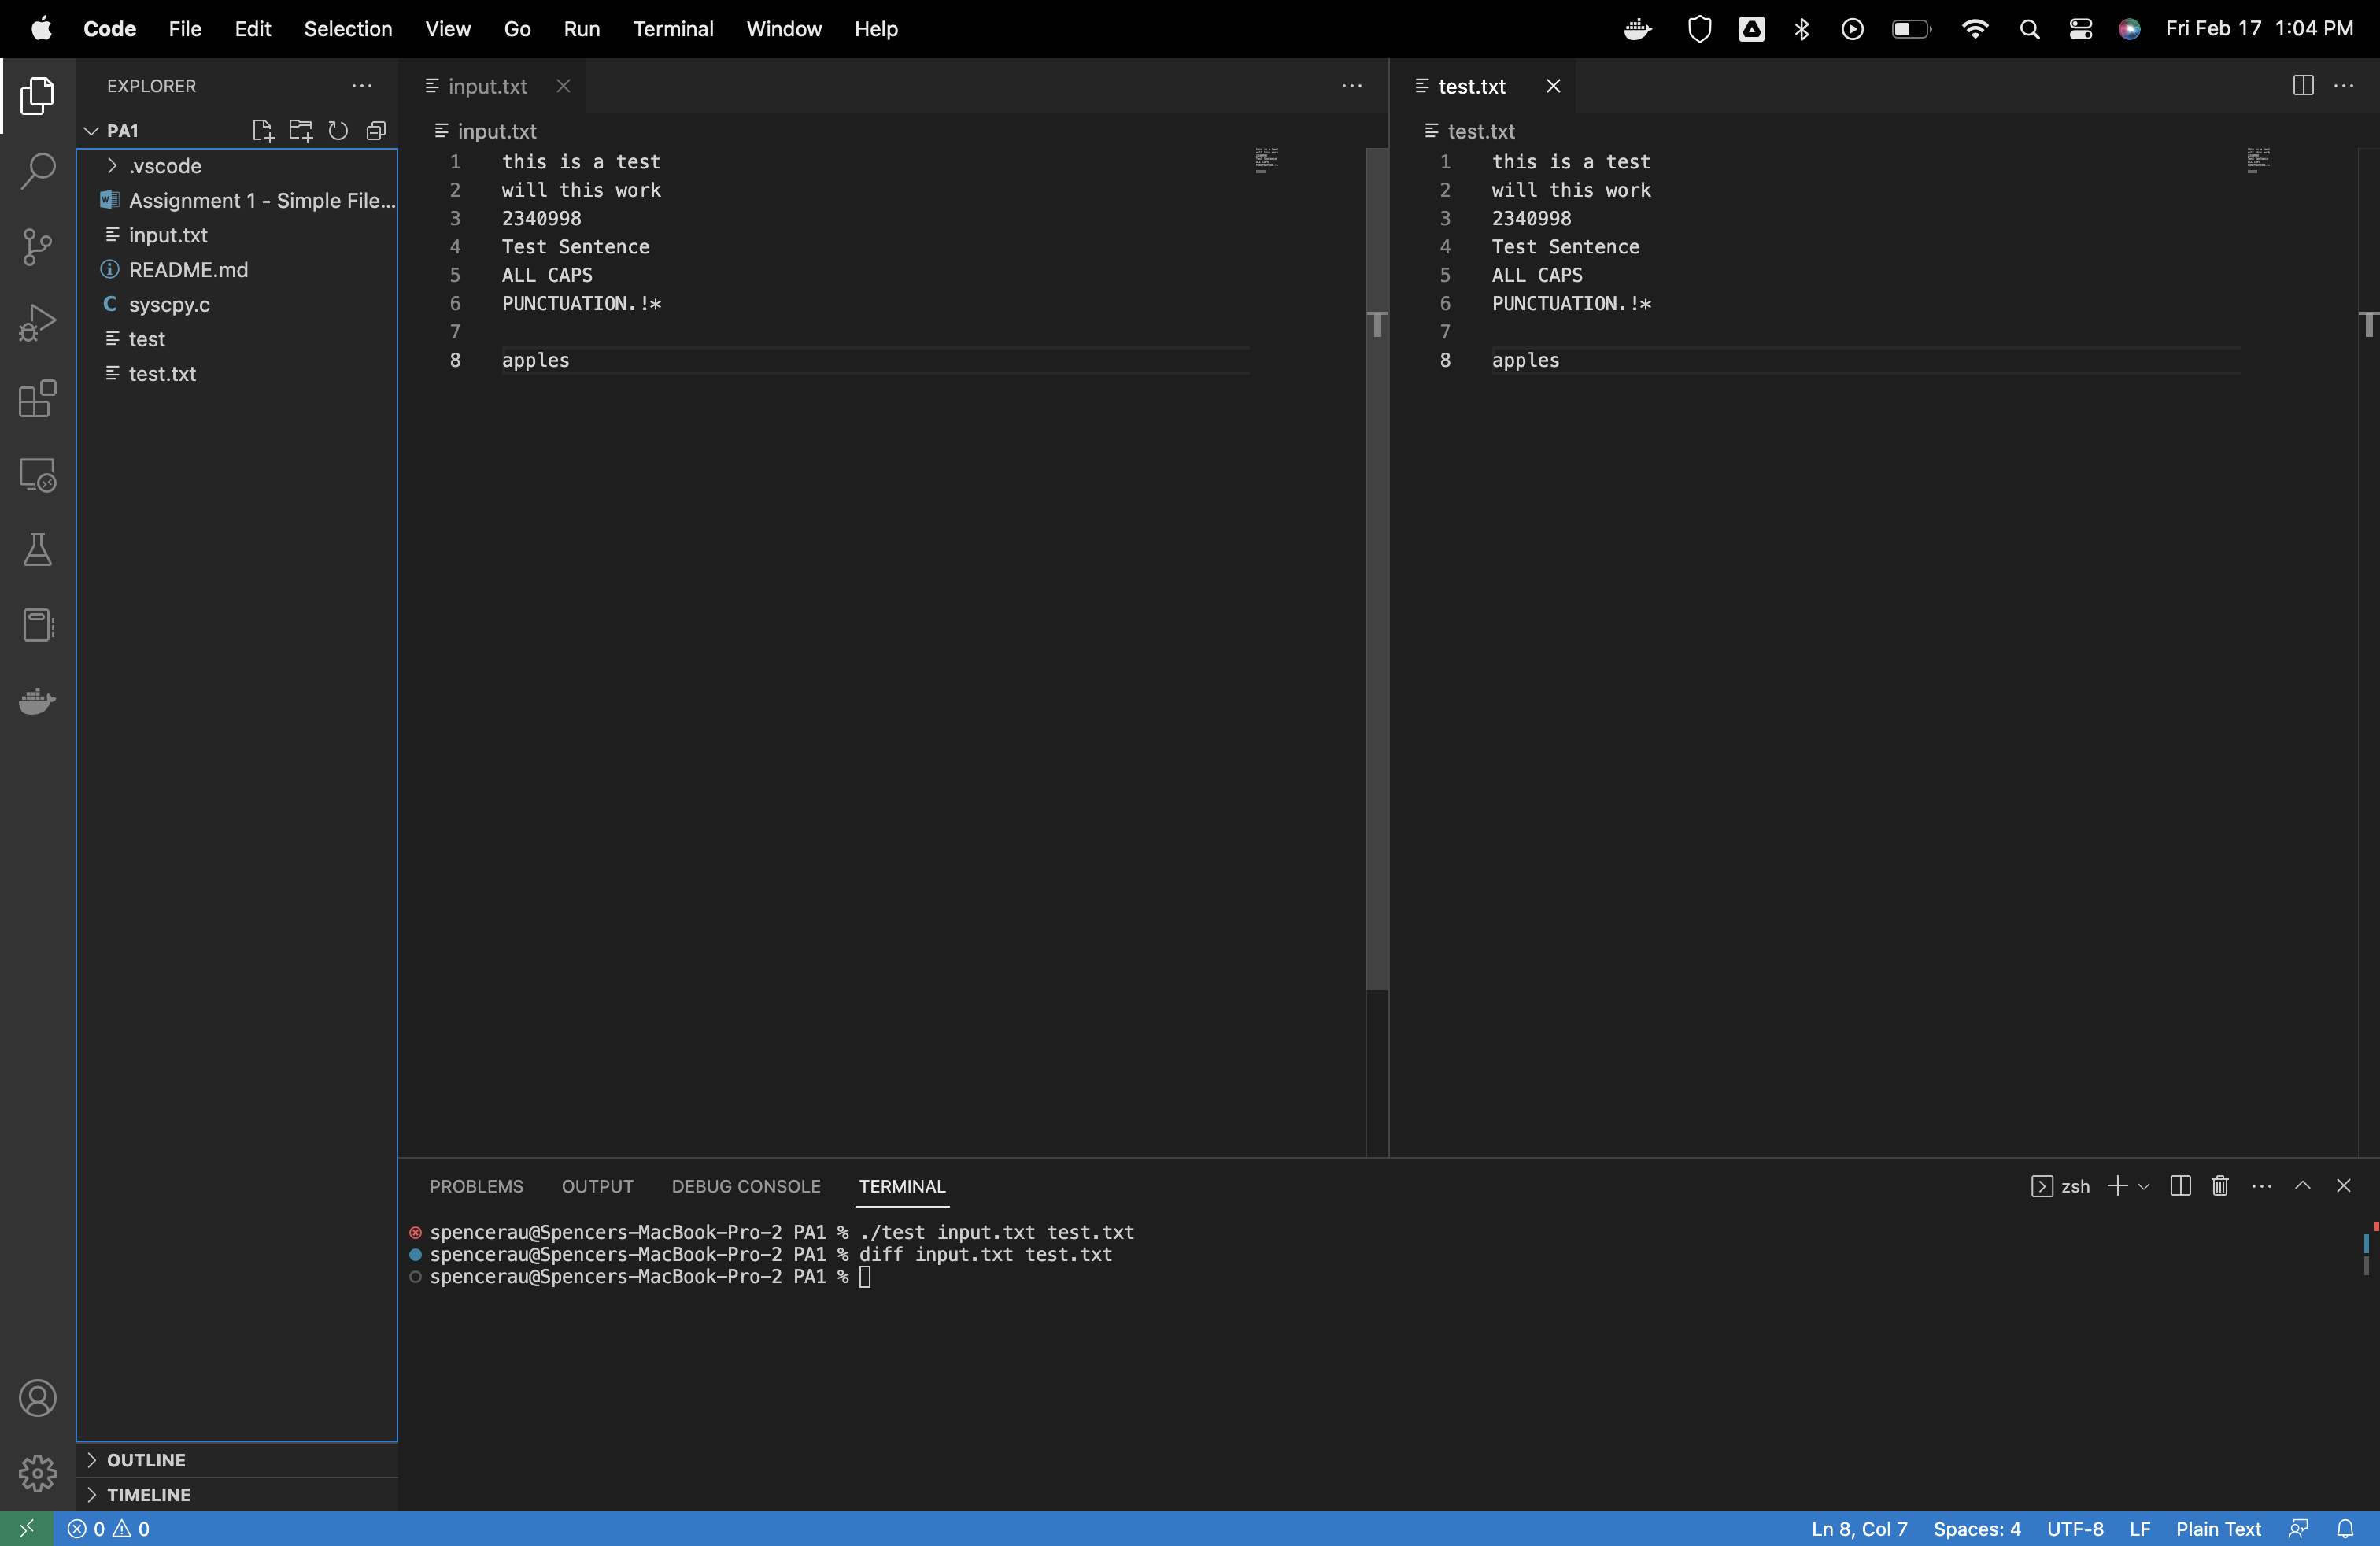 Code File Edit Selection View Go Run Terminal Window Help Fri Feb 17 1:04 PM
EXPLORER
PA1
.vscode
Assignment 1 - Simple File...
input.txt
README.md
syscpy.c
test
test.txt
OUTLINE
TIMELINE
input.txt
input.txt
1 this is a test
2 will this work
3 2340998
4 Test Sentence
5 ALL CAPS
6 PUNCTUATION.!*
7
8 apples
test.txt
test.txt
1 this is a test
2 will this work
3 2340998
4 Test Sentence
5 ALL CAPS
6 PUNCTUATION.!*
7
8 apples
PROBLEMS OUTPUT DEBUG CONSOLE TERMINAL zsh
spencerau@Spencers-MacBook-Pro-2 PA1 % ./test input.txt test.txt
spencerau@Spencers-MacBook-Pro-2 PA1 % diff input.txt test.txt
spencerau@Spencers-MacBook-Pro-2 PA1 %
0 0 Ln 8, Col 7 Spaces: 4 UTF-8 LF Plain Text